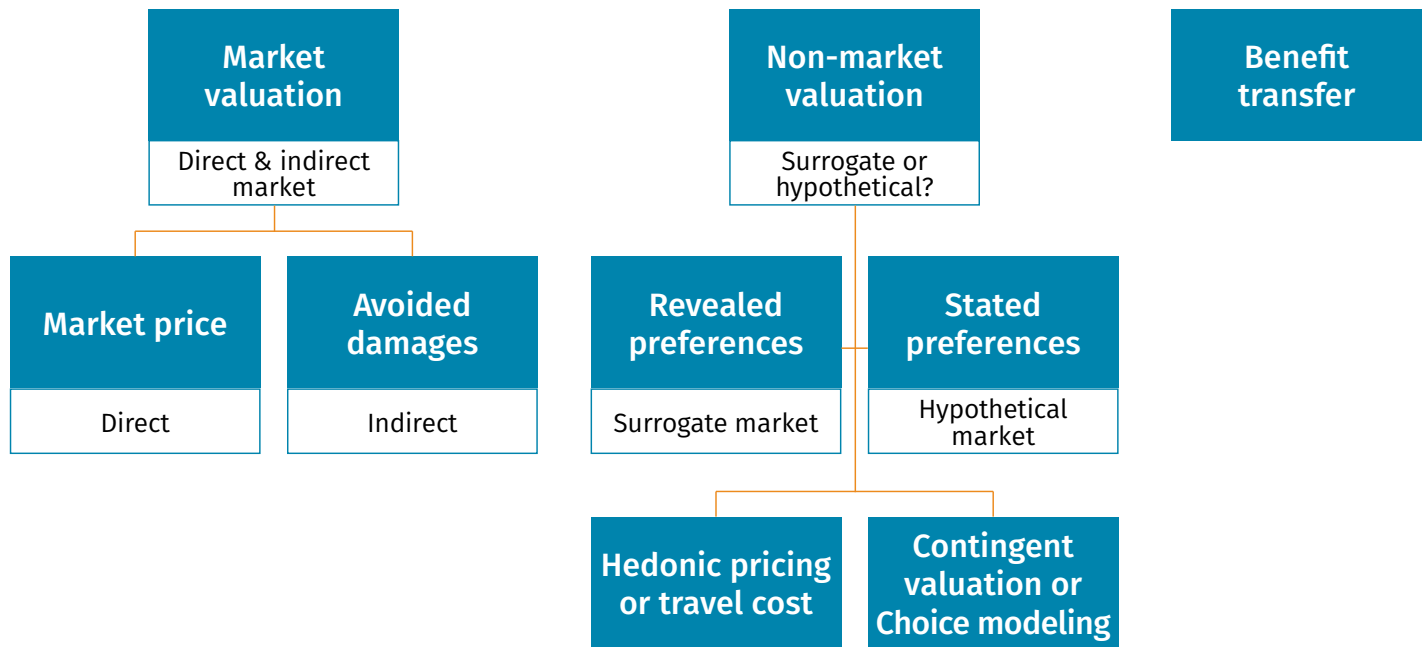 Market
valuation
Direct & indirect
market
Non-market
valuation
Surrogate or
hypothetical?
Benefit
transfer
Market price
Direct
Avoided
damages
Indirect
Revealed
preferences
Surrogate market
Stated
preferences
Hypothetical
market
Hedonic pricing
or travel cost
Contingent
valuation or
Choice modeling